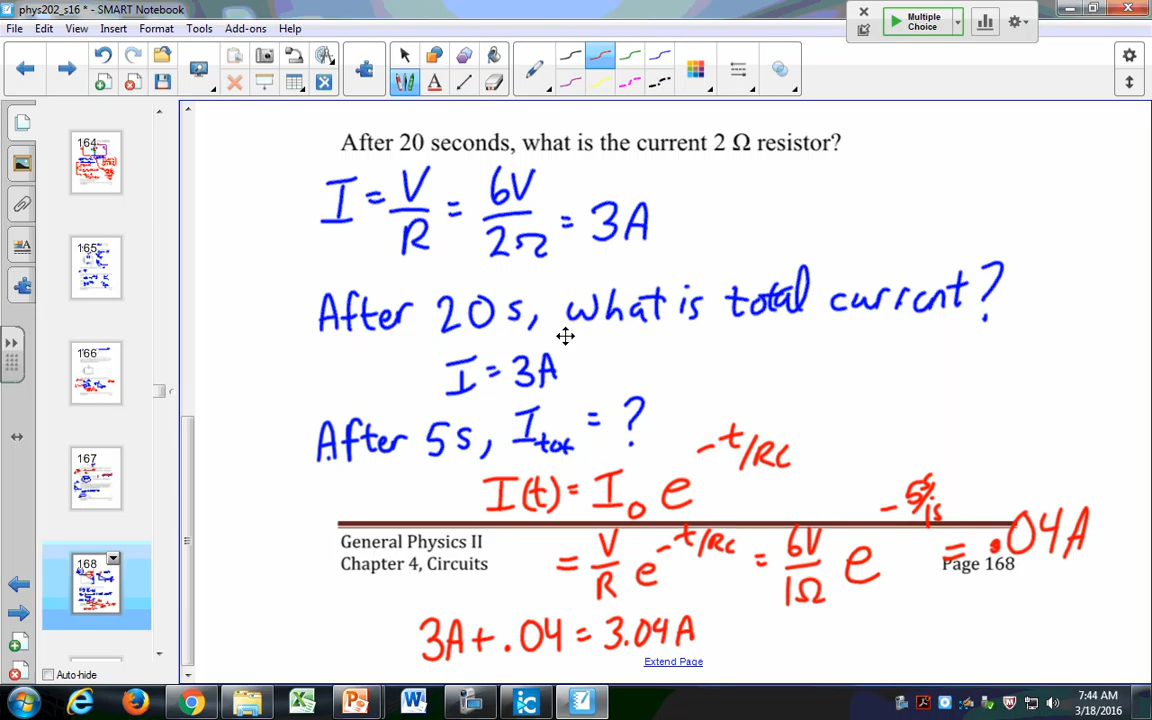 phys202_s16 * - SMART Notebook
File Edit View Insert Format Tools Add-ons Help
Multiple Choice
164
165
166
167
168
Auto-hide
After 20 seconds, what is the current 2 Ω resistor?
I = V/R = 6V/2Ω = 3A
After 20 s, what is total current?
I = 3A
After 5s, I_tot = ?
I(t) = I_0 e^{-t/RC}
= V/R e^{-t/RC} = 6V/1Ω e^{-5s/1s} = .04A
3A + .04 = 3.04A
General Physics II
Chapter 4, Circuits
Page 168
Extend Page
7:44 AM
3/18/2016